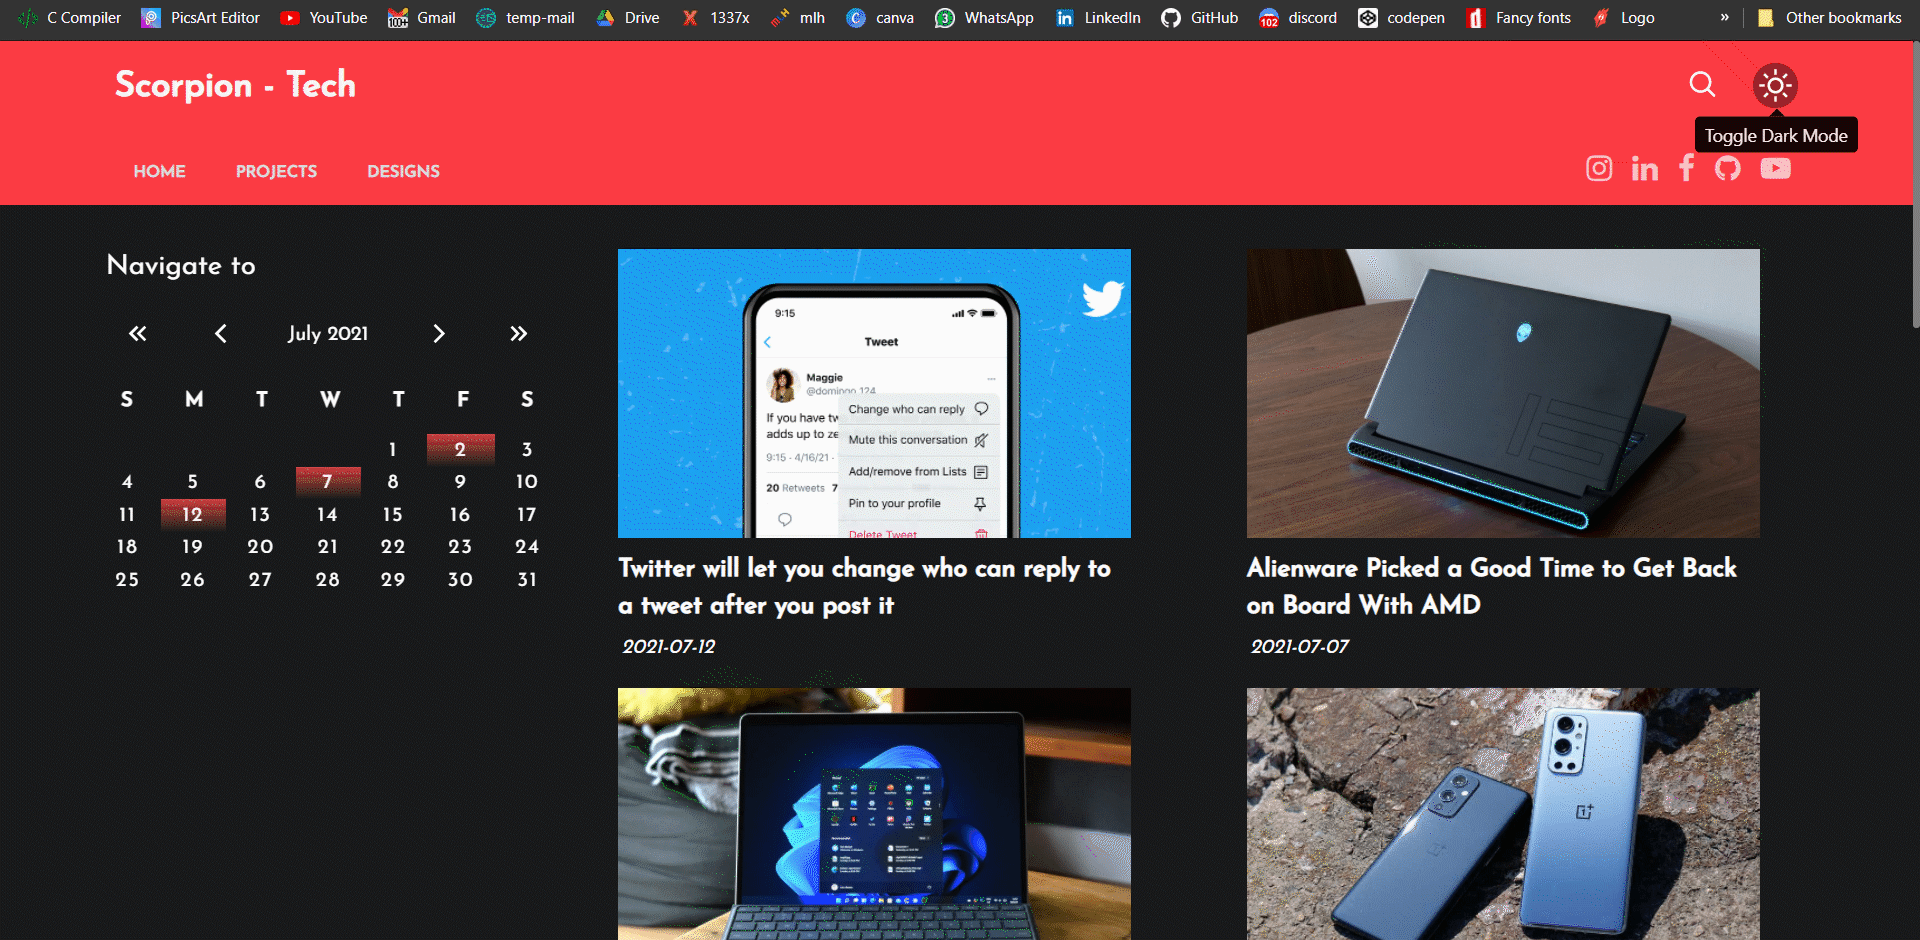 C Compiler PicsArt Editor YouTube Gmail temp-mail Drive 1337x mlh canva WhatsApp LinkedIn GitHub discord codepen Fancy fonts Logo » Other bookmarks
Scorpion - Tech
Toggle Dark Mode
HOME PROJECTS DESIGNS
Navigate to
« < July 2021 > »
S M T W T F S
1 2 3
4 5 6 7 8 9 10
11 12 13 14 15 16 17
18 19 20 21 22 23 24
25 26 27 28 29 30 31
9:15
Tweet
Maggie
@domingo_124
If you have tw
adds up to ze
9:15 · 4/16/21 ·
20 Retweets 7
Change who can reply
Mute this conversation
Add/remove from Lists
Pin to your profile
Delete Tweet
Twitter will let you change who can reply to
a tweet after you post it
2021-07-12
Alienware Picked a Good Time to Get Back
on Board With AMD
2021-07-07